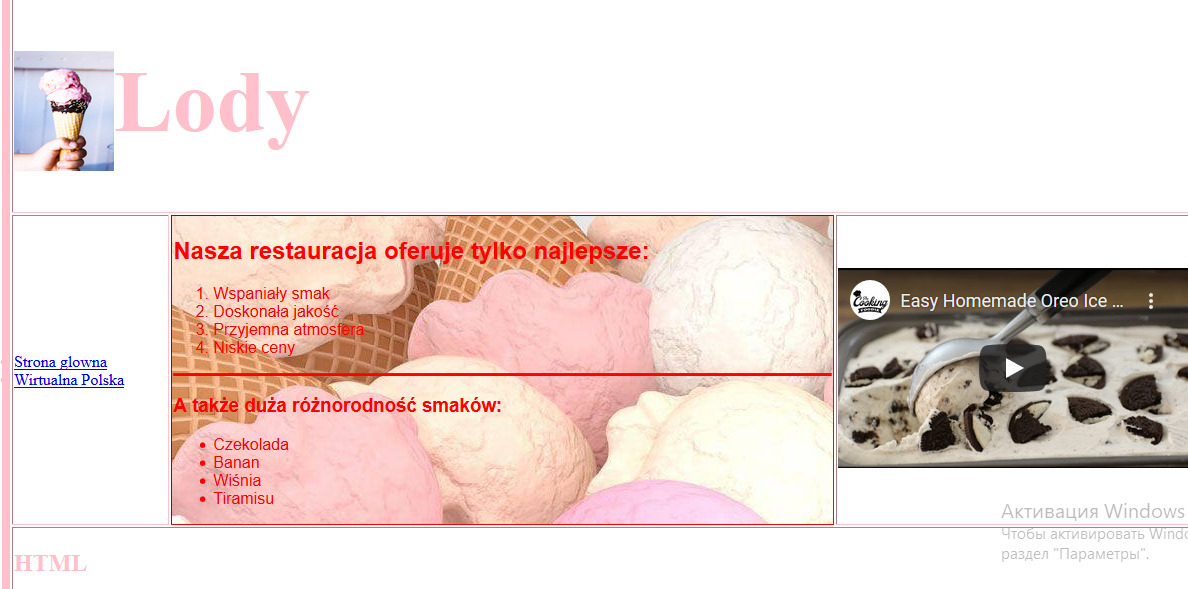 Lody
Strona glowna
Wirtualna Polska
Nasza restauracja oferuje tylko najlepsze:
1. Wspaniały smak
2. Doskonała jakość
3. Przyjemna atmosfera
4. Niskie ceny
A także duża różnorodność smaków:
• Czekolada
• Banan
• Wiśnia
• Tiramisu
Cooking
Easy Homemade Oreo Ice ...
Активация Windows
Чтобы активировать Windo
раздел "Параметры".
HTML